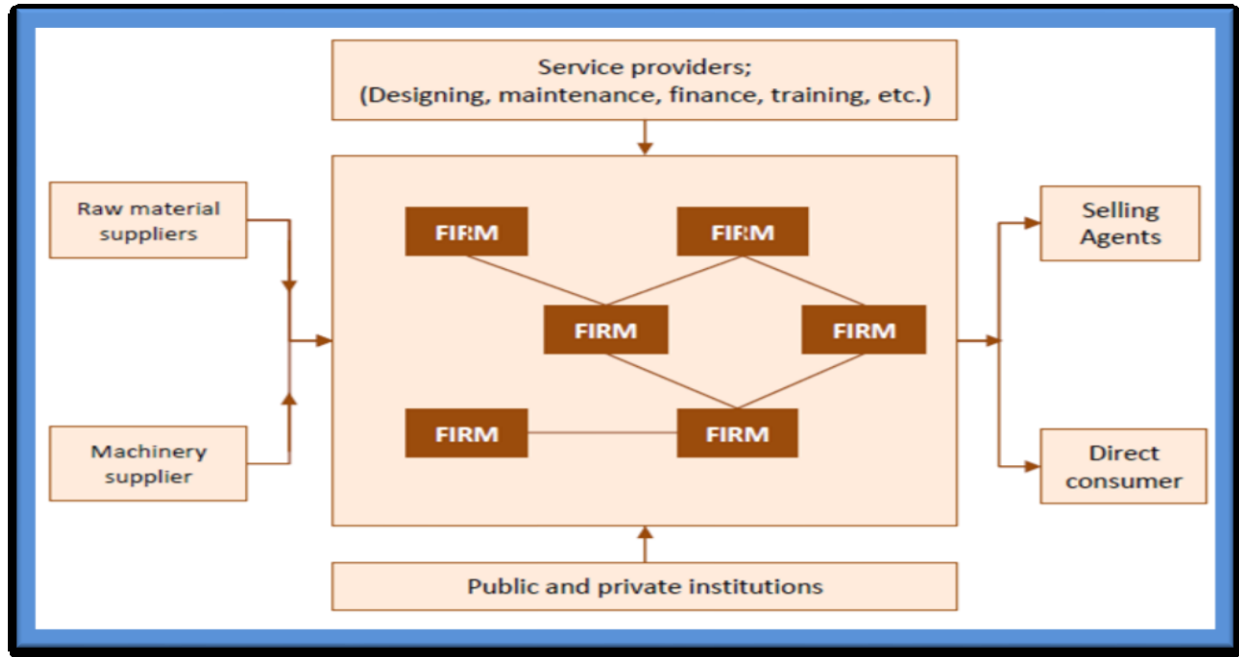 Service providers;
(Designing, maintenance, finance, training, etc.)
Raw material
suppliers
Machinery
supplier
FIRM
FIRM
FIRM
FIRM
FIRM
FIRM
Selling
Agents
Direct
consumer
Public and private institutions